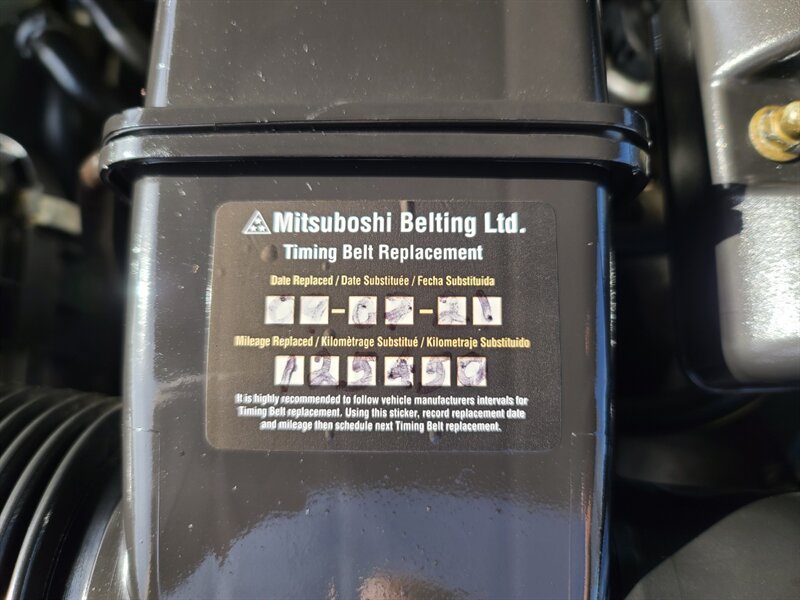 Mitsuboshi Belting Ltd.
Timing Belt Replacement
Date Replaced / Date Substituée / Fecha Substituida
Mileage Replaced / Kilomètrage Substitué / Kilometraje Substituido
It is highly recommended to follow vehicle manufacturers intervals for
Timing Belt replacement. Using this sticker, record replacement date
and mileage then schedule next Timing Belt replacement.